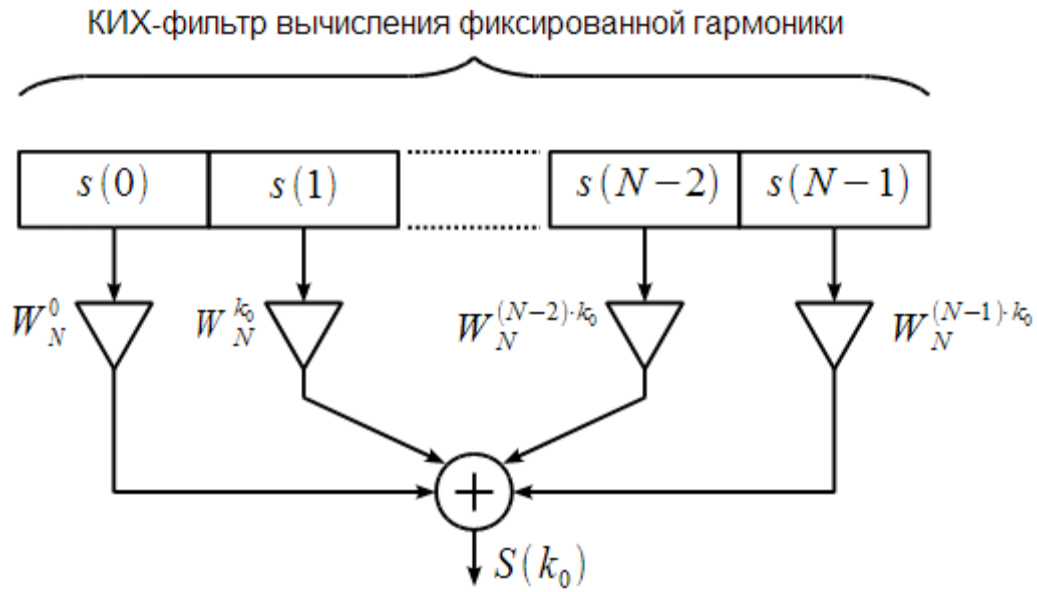 КИХ-фильтр вычисления фиксированной гармоники
s(0) s(1) s(N−2) s(N−1)
W_N^0 W_N^{k_0} W_N^{(N−2)·k_0} W_N^{(N−1)·k_0}
+
S(k_0)